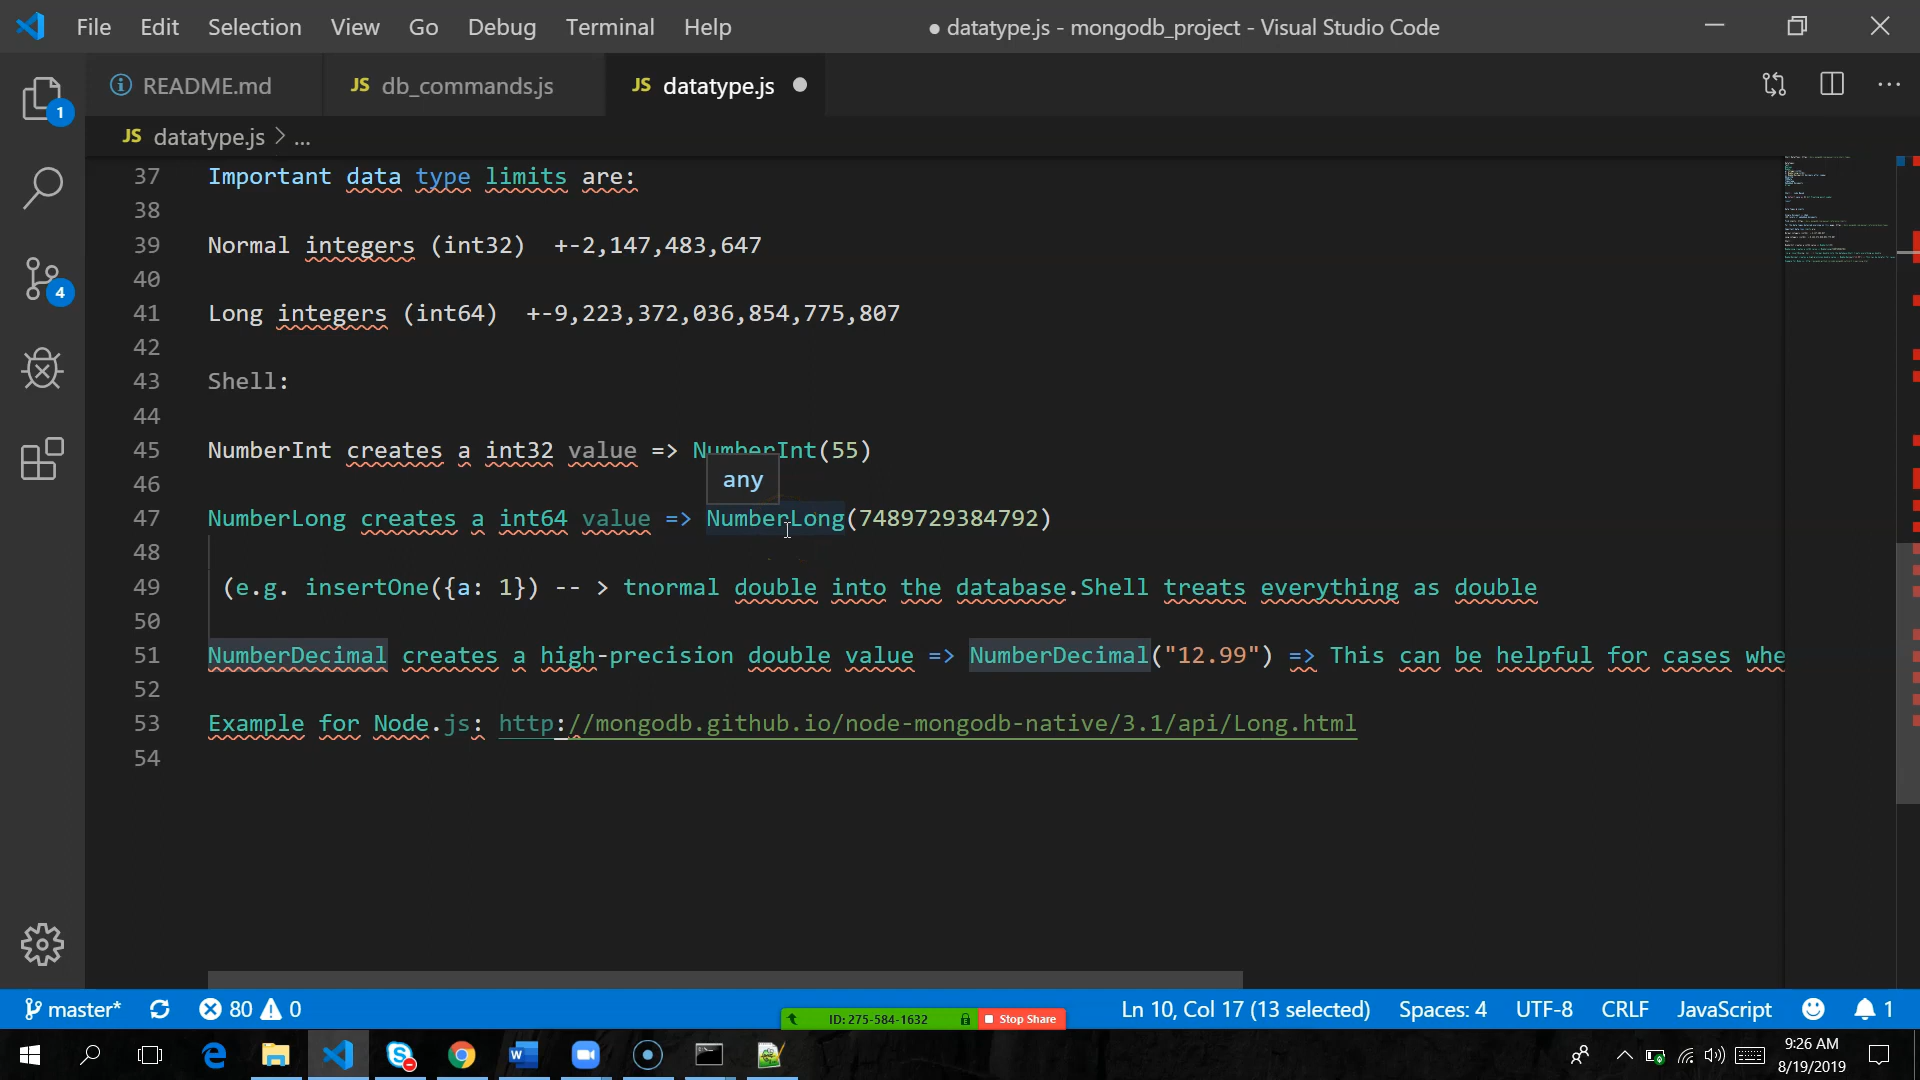 File Edit Selection View Go Debug Terminal Help
● datatype.js - mongodb_project - Visual Studio Code
README.md
JS db_commands.js
JS datatype.js ●
JS datatype.js > ...
1
4
37 Important data type limits are:
38
39 Normal integers (int32)  +-2,147,483,647
40
41 Long integers (int64)  +-9,223,372,036,854,775,807
42
43 Shell:
44
45 NumberInt creates a int32 value => NumberInt(55)
46
any
47 NumberLong creates a int64 value => NumberLong(7489729384792)
48
49 (e.g. insertOne({a: 1}) -- > tnormal double into the database.Shell treats everything as double
50
51 NumberDecimal creates a high-precision double value => NumberDecimal("12.99") => This can be helpful for cases whe
52
53 Example for Node.js: http://mongodb.github.io/node-mongodb-native/3.1/api/Long.html
54
master* 80 0
Ln 10, Col 17 (13 selected) Spaces: 4 UTF-8 CRLF JavaScript 1
ID: 275-584-1632 Stop Share
9:26 AM
8/19/2019